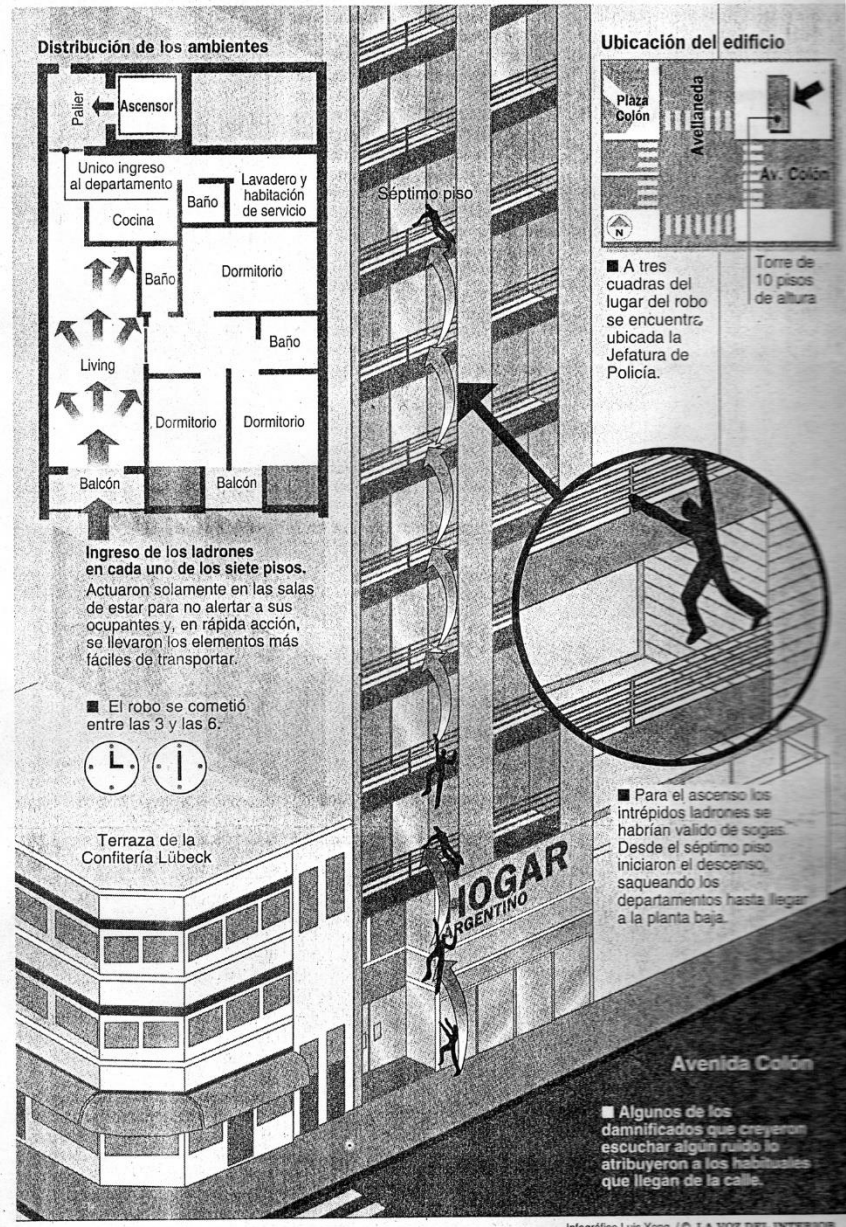 Distribución de los ambientes
Palier
Ascensor
Unico ingreso
al departamento
Cocina
Baño
Lavadero y
habitación
de servicio
Baño
Dormitorio
Living
Baño
Dormitorio
Dormitorio
Balcón
Balcón
Ingreso de los ladrones
en cada uno de los siete pisos.
Actuaron solamente en las salas
de estar para no alertar a sus
ocupantes y, en rápida acción,
se llevaron los elementos más
fáciles de transportar.
El robo se cometió
entre las 3 y las 6.
Terraza de la
Confitería Lübeck
Séptimo piso
HOGAR
ARGENTINO
Ubicación del edificio
Plaza
Colón
Avellaneda
Av. Colón
N
A tres
cuadras del
lugar del robo
se encuentra
ubicada la
Jefatura de
Policía.
Torre de
10 pisos
de altura
Para el ascenso los
intrépidos ladrones se
habrían valido de sogas.
Desde el séptimo piso
iniciaron el descenso,
saqueando los
departamentos hasta llegar
a la planta baja.
Avenida Colón
Algunos de los
damnificados que creyeron
escuchar algún ruido lo
atribuyeron a los habituales
que llegan de la calle.
Infográfico Luis Yong / © LA VOZ DEL INTERIOR